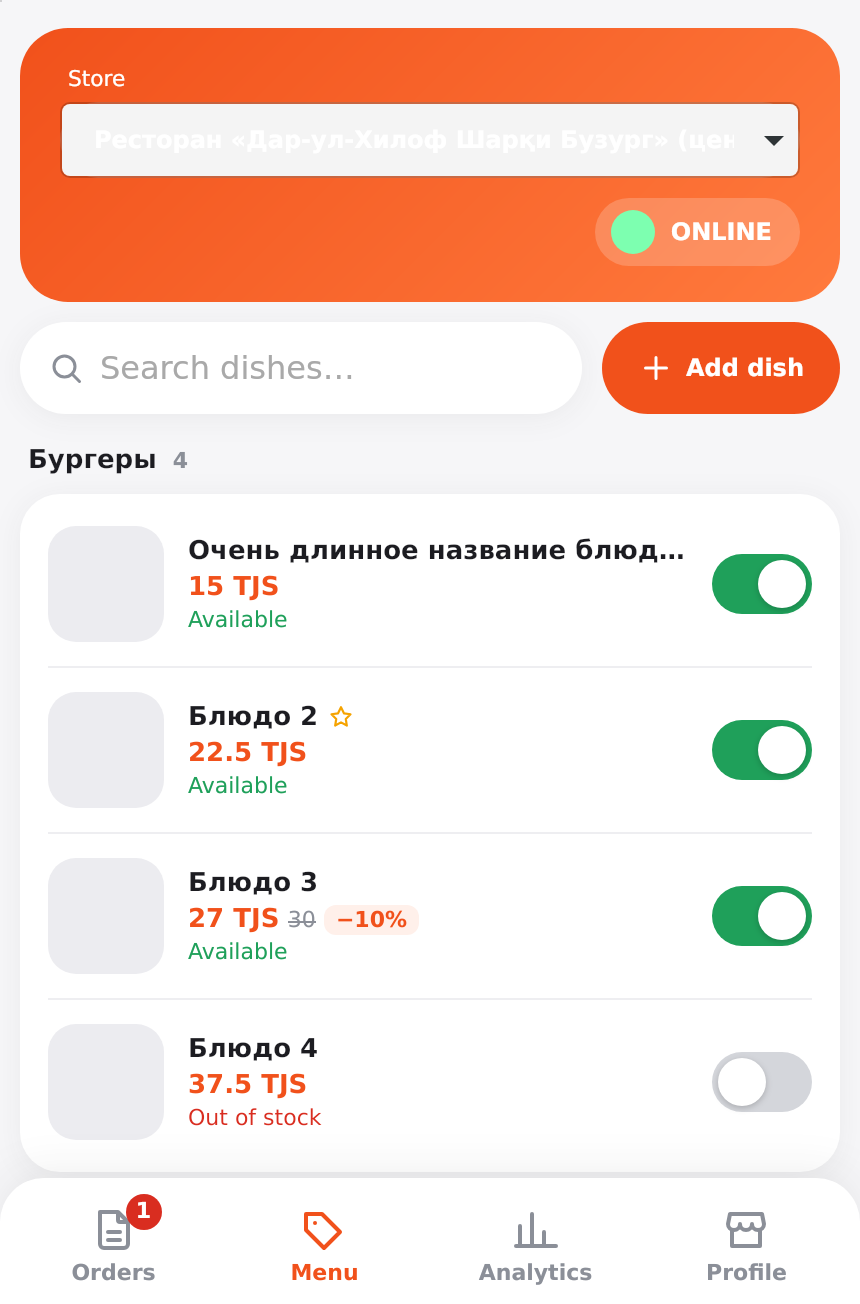 Store
Ресторан «Дар-ул-Хилоф Шарқи Бузург» (цен
ONLINE
Search dishes...
Add dish
Бургеры 4
Очень длинное название блюд...
15 TJS
Available
Блюдо 2
22.5 TJS
Available
Блюдо 3
27 TJS 30 −10%
Available
Блюдо 4
37.5 TJS
Out of stock
1
Orders
Menu
Analytics
Profile